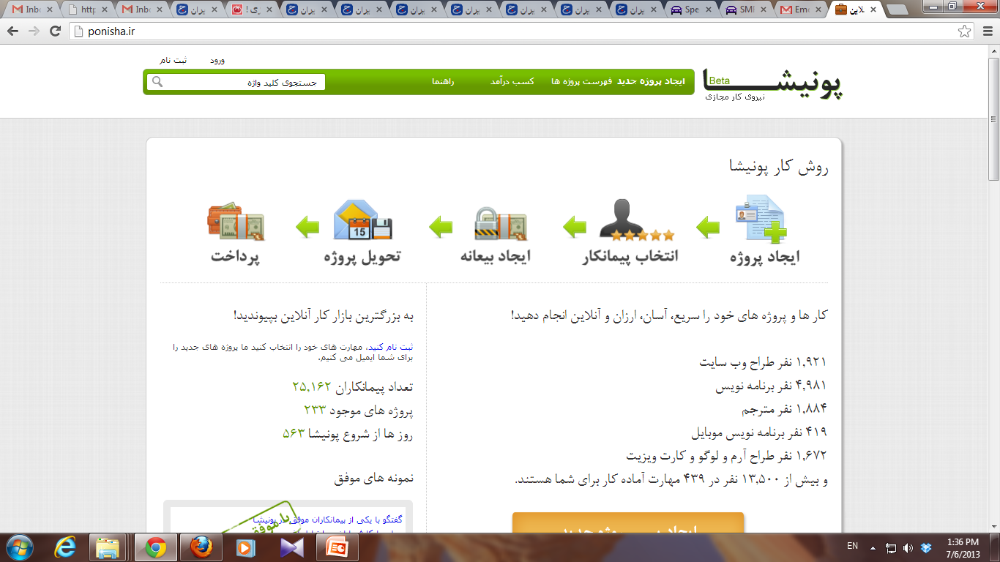 Inb
http
Inb
یران
یران
ری !
یران
یران
یران
یران
یران
یران
یران
Spe
SMI
Eme
لاین
ponisha.ir
ورود
ثبت نام
پونیشا
Beta
نیروی کار مجازی
ایجاد پروژه جدید
فهرست پروژه ها
کسب درآمد
راهنما
جستجوی کلید واژه
روش کار پونیشا
15
ایجاد پروژه
انتخاب پیمانکار
ایجاد بیعانه
تحویل پروژه
پرداخت
کار ها و پروژه های خود را سریع، آسان، ارزان و آنلاین انجام دهید!
۱,۹۲۱ نفر طراح وب سایت
۴,۹۸۱ نفر برنامه نویس
۱,۸۸۴ نفر مترجم
۴۱۹ نفر برنامه نویس موبایل
۱,۶۷۲ نفر طراح آرم و لوگو و کارت ویزیت
و بیش از ۱۳,۵۰۰ نفر در ۴۳۹ مهارت آماده کار برای شما هستند.
به بزرگترین بازار کار آنلاین بپیوندید!
ثبت نام کنید، مهارت های خود را انتخاب کنید ما پروژه های جدید را
برای شما ایمیل می کنیم.
تعداد پیمانکاران ۲۵,۱۶۲
پروژه های موجود ۲۳۳
روز ها از شروع پونیشا ۵۶۳
نمونه های موفق
گفتگو با یکی از پیمانکاران موفق در پونیشا
با موفق
EN
1:36 PM
7/6/2013